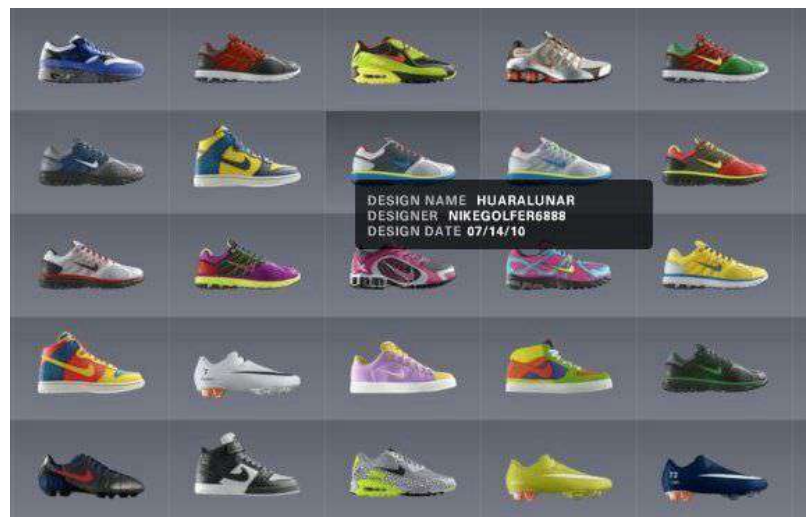 DESIGN NAME HUARALUNAR
DESIGNER NIKEGOLFER6888
DESIGN DATE 07/14/10